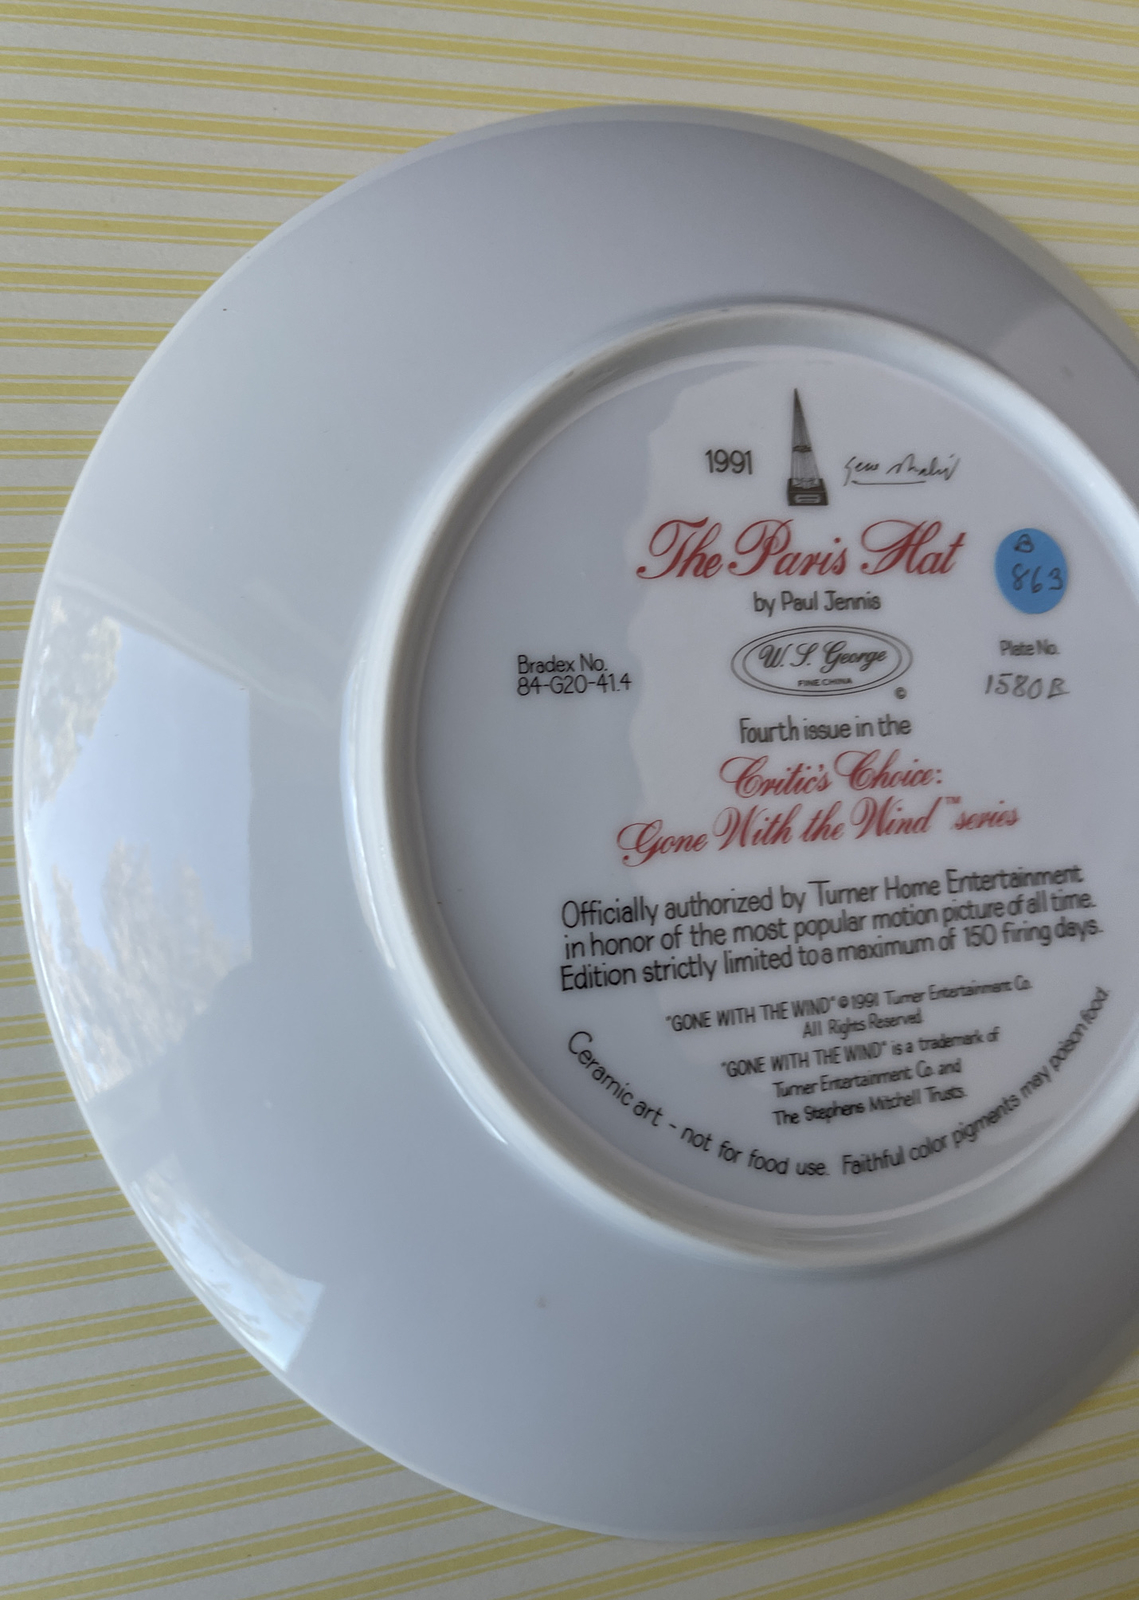 1991
Gene Shalit
The Paris Hat
by Paul Jennis
B
863
Bradex No.
84-G20-41.4
W. S. George
FINE CHINA
©
Plate No.
1580B
Fourth issue in the
Critic's Choice:
Gone With the Wind™ series
Officially authorized by Turner Home Entertainment
in honor of the most popular motion picture of all time.
Edition strictly limited to a maximum of 150 firing days.
"GONE WITH THE WIND" © 1991 Turner Entertainment Co.
All Rights Reserved
"GONE WITH THE WIND" is a trademark of
Turner Entertainment Co. and
The Stephens Mitchell Trusts.
Ceramic art - not for food use. Faithful color pigments may poison food.